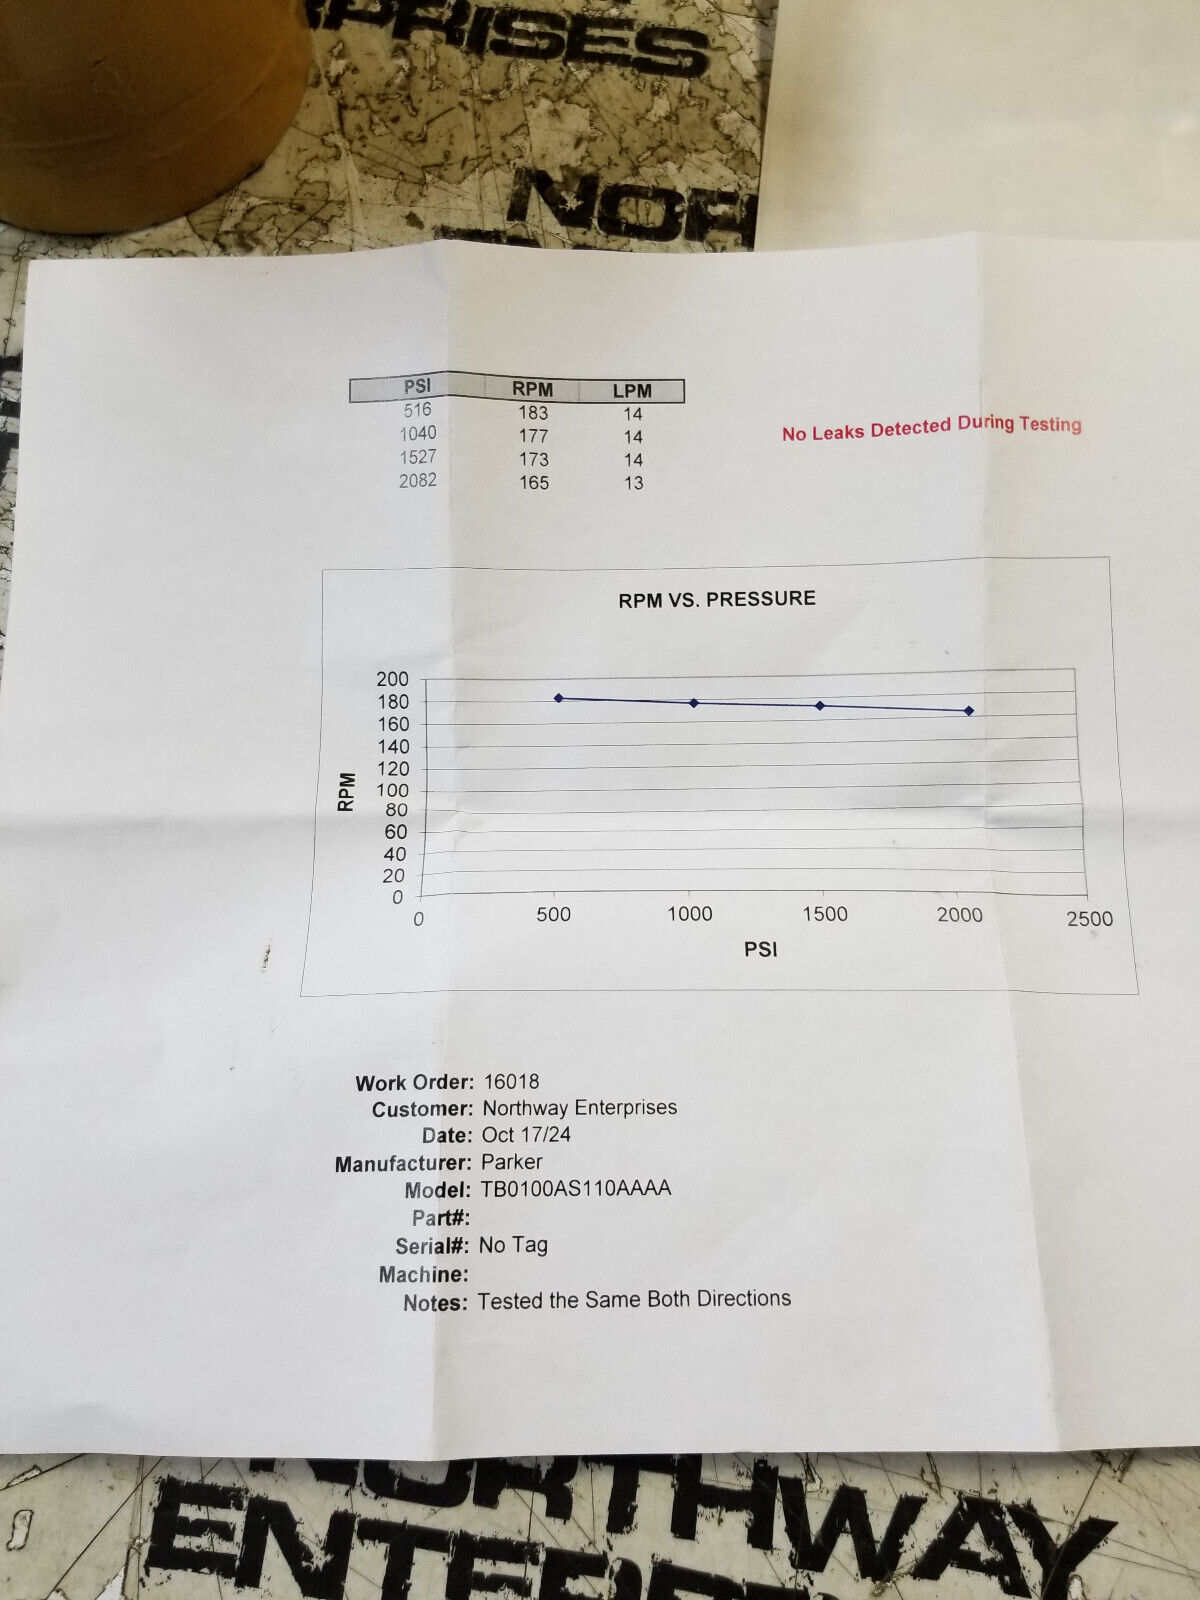 PRISES
NOR
PSI RPM LPM
516 183 14
1040 177 14
1527 173 14
2082 165 13
No Leaks Detected During Testing
RPM VS. PRESSURE
200
180
160
140
120
100
80
60
40
20
0
RPM
0 500 1000 1500 2000 2500
PSI
Work Order: 16018
Customer: Northway Enterprises
Date: Oct 17/24
Manufacturer: Parker
Model: TB0100AS110AAAA
Part#:
Serial#: No Tag
Machine:
Notes: Tested the Same Both Directions
NORTHWAY
ENTERPR